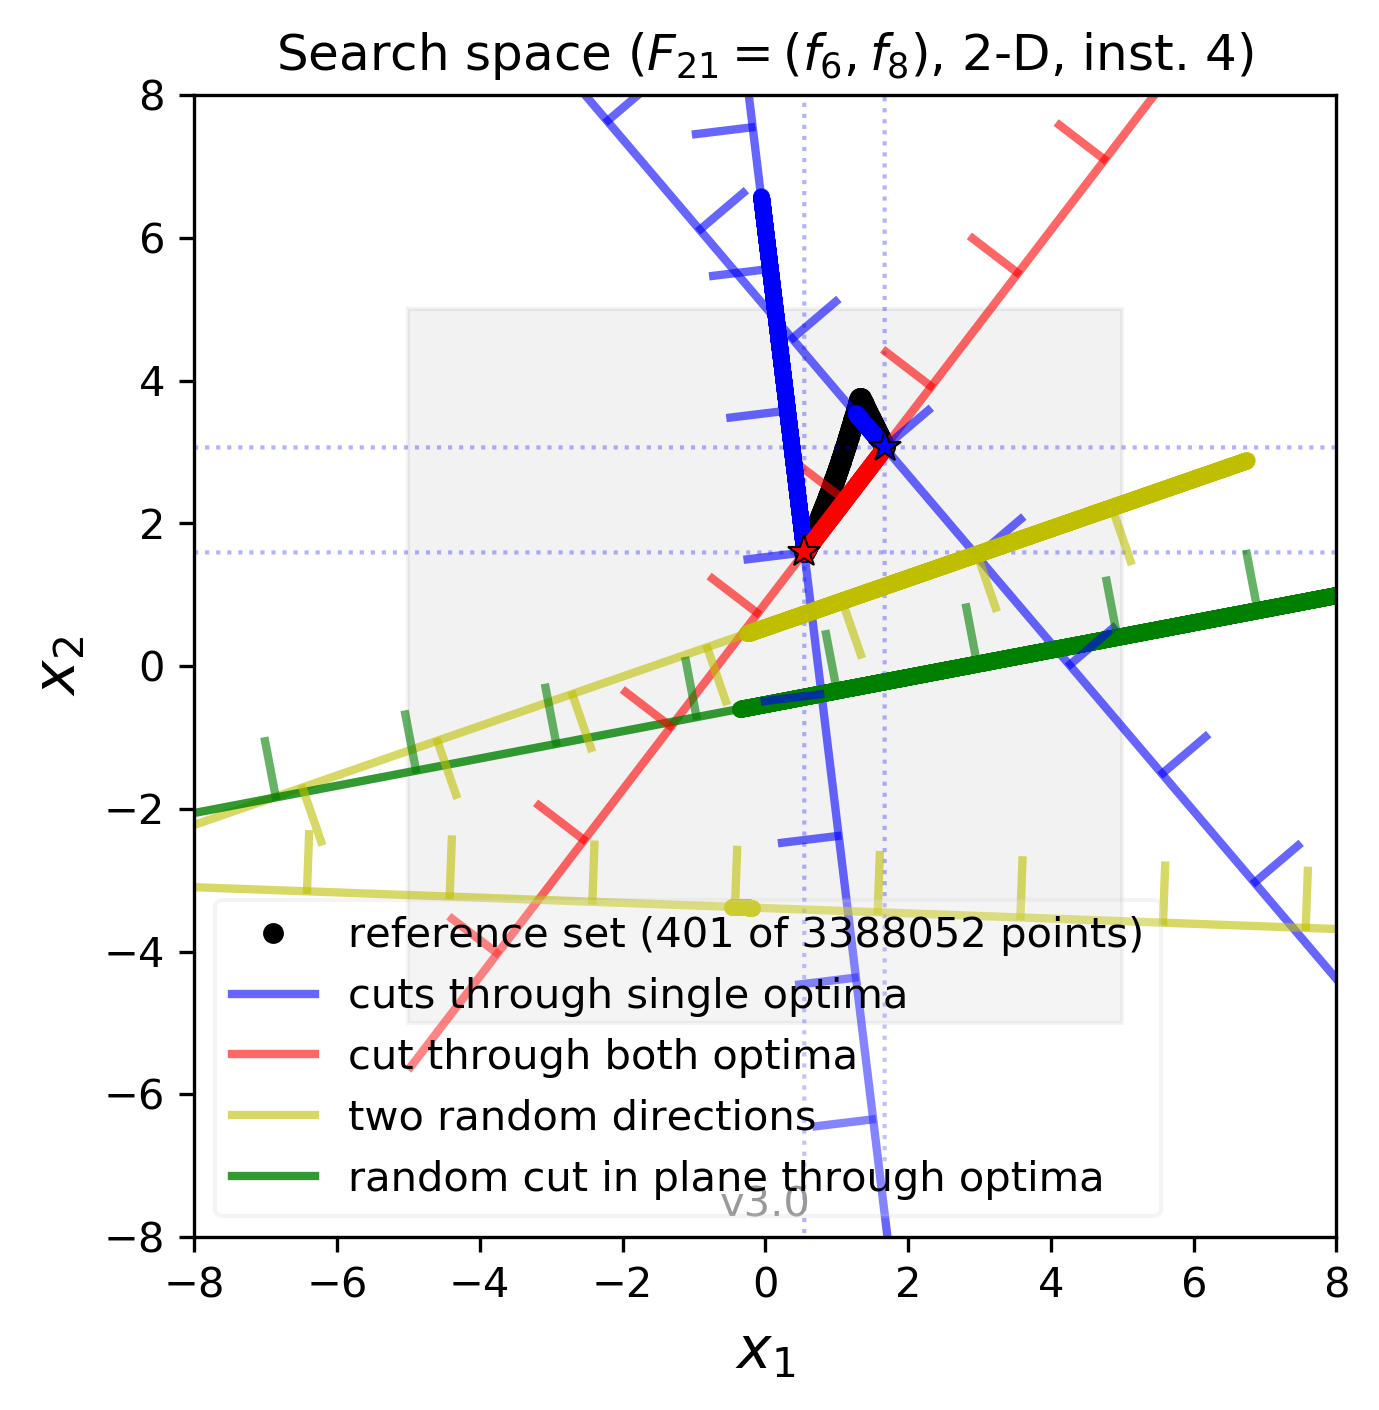 Search space (F₂₁ = (f₆, f₈), 2-D, inst. 4)
8
6
4
2
0
−2
−4
−6
−8
x₂
reference set (401 of 3388052 points)
cuts through single optima
cut through both optima
two random directions
random cut in plane through optima
v3.0
−8 −6 −4 −2 0 2 4 6 8
x₁